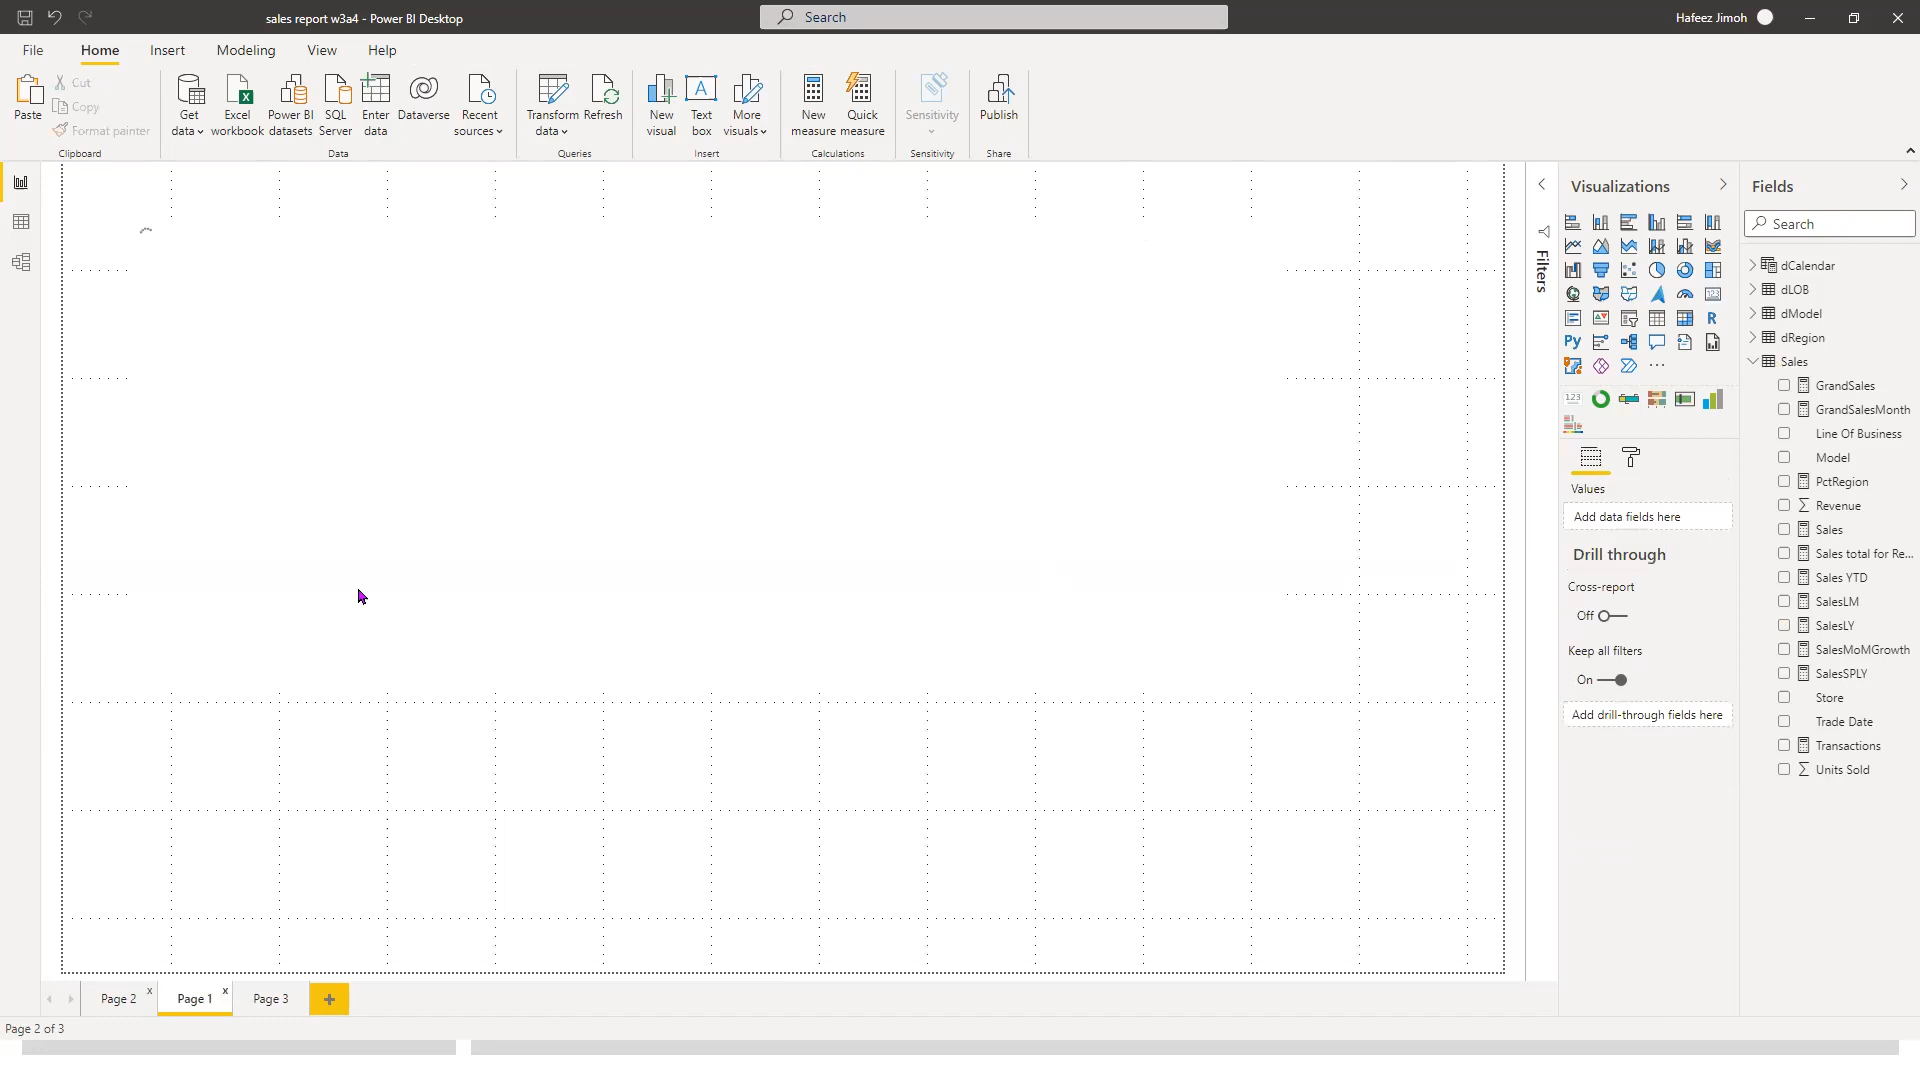 sales report w3a4 - Power BI Desktop
Search
Hafeez Jimoh
File
Home
Insert
Modeling
View
Help
Paste
Cut
Copy
Format painter
Clipboard
Get data
Excel workbook
Power BI datasets
SQL Server
Enter data
Dataverse
Recent sources
Data
Transform data
Refresh
Queries
New visual
Text box
More visuals
Insert
New measure
Quick measure
Calculations
Sensitivity
Sensitivity
Publish
Share
Filters
Visualizations
123
R
Py
...
123
Values
Add data fields here
Drill through
Cross-report
Off
Keep all filters
On
Add drill-through fields here
Fields
Search
dCalendar
dLOB
dModel
dRegion
Sales
GrandSales
GrandSalesMonth
Line Of Business
Model
PctRegion
Revenue
Sales
Sales total for Re...
Sales YTD
SalesLM
SalesLY
SalesMoMGrowth
SalesSPLY
Store
Trade Date
Transactions
Units Sold
Page 2
Page 1
Page 3
Page 2 of 3